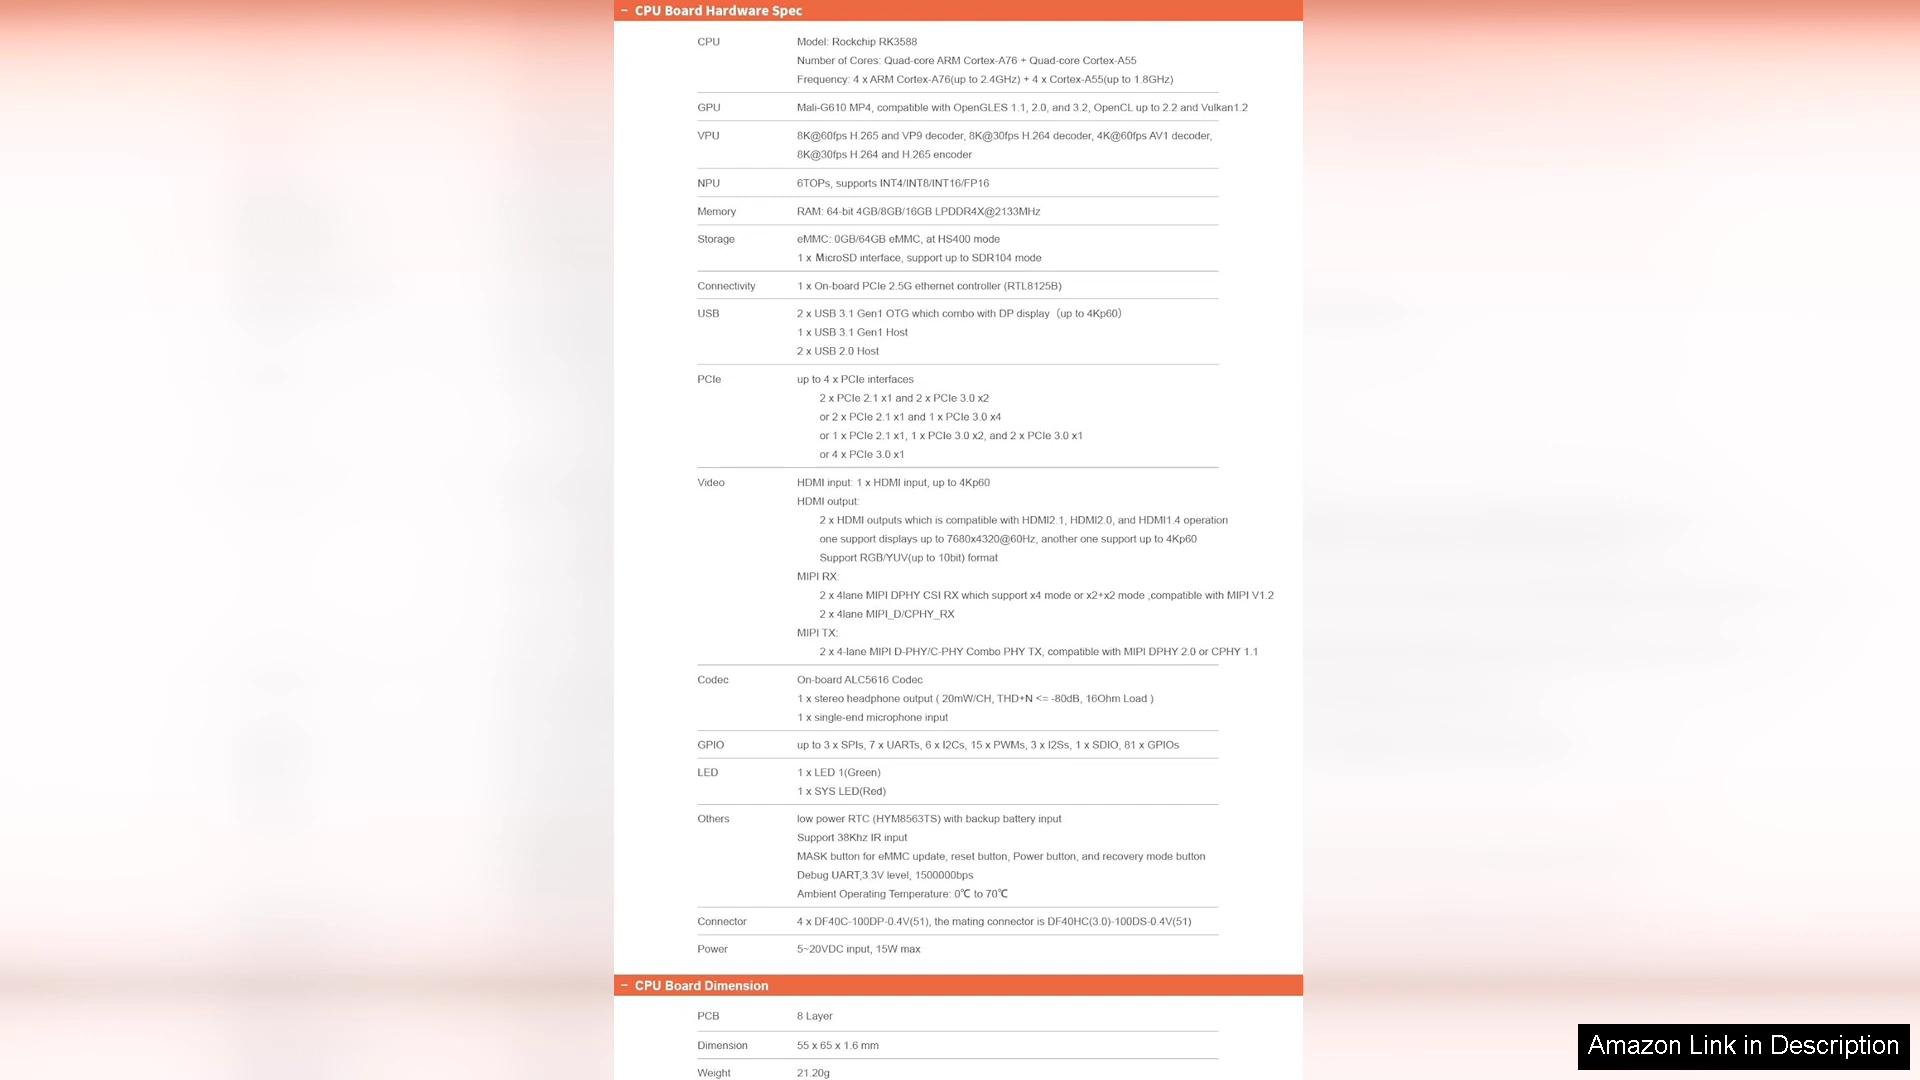 − CPU Board Hardware Spec
CPU Model: Rockchip RK3588
Number of Cores: Quad-core ARM Cortex-A76 + Quad-core Cortex-A55
Frequency: 4 x ARM Cortex-A76(up to 2.4GHz) + 4 x Cortex-A55(up to 1.8GHz)
GPU Mali-G610 MP4, compatible with OpenGLES 1.1, 2.0, and 3.2, OpenCL up to 2.2 and Vulkan1.2
VPU 8K@60fps H.265 and VP9 decoder, 8K@30fps H.264 decoder, 4K@60fps AV1 decoder,
8K@30fps H.264 and H.265 encoder
NPU 6TOPs, supports INT4/INT8/INT16/FP16
Memory RAM: 64-bit 4GB/8GB/16GB LPDDR4X@2133MHz
Storage eMMC: 0GB/64GB eMMC, at HS400 mode
1 x MicroSD interface, support up to SDR104 mode
Connectivity 1 x On-board PCIe 2.5G ethernet controller (RTL8125B)
USB 2 x USB 3.1 Gen1 OTG which combo with DP display（up to 4Kp60）
1 x USB 3.1 Gen1 Host
2 x USB 2.0 Host
PCIe up to 4 x PCIe interfaces
2 x PCIe 2.1 x1 and 2 x PCIe 3.0 x2
or 2 x PCIe 2.1 x1 and 1 x PCIe 3.0 x4
or 1 x PCIe 2.1 x1, 1 x PCIe 3.0 x2, and 2 x PCIe 3.0 x1
or 4 x PCIe 3.0 x1
Video HDMI input: 1 x HDMI input, up to 4Kp60
HDMI output:
2 x HDMI outputs which is compatible with HDMI2.1, HDMI2.0, and HDMI1.4 operation
one support displays up to 7680x4320@60Hz, another one support up to 4Kp60
Support RGB/YUV(up to 10bit) format
MIPI RX:
2 x 4lane MIPI DPHY CSI RX which support x4 mode or x2+x2 mode ,compatible with MIPI V1.2
2 x 4lane MIPI_D/CPHY_RX
MIPI TX:
2 x 4-lane MIPI D-PHY/C-PHY Combo PHY TX, compatible with MIPI DPHY 2.0 or CPHY 1.1
Codec On-board ALC5616 Codec
1 x stereo headphone output ( 20mW/CH, THD+N <= -80dB, 16Ohm Load )
1 x single-end microphone input
GPIO up to 3 x SPIs, 7 x UARTs, 6 x I2Cs, 15 x PWMs, 3 x I2Ss, 1 x SDIO, 81 x GPIOs
LED 1 x LED 1(Green)
1 x SYS LED(Red)
Others low power RTC (HYM8563TS) with backup battery input
Support 38Khz IR input
MASK button for eMMC update, reset button, Power button, and recovery mode button
Debug UART,3.3V level, 1500000bps
Ambient Operating Temperature: 0℃ to 70℃
Connector 4 x DF40C-100DP-0.4V(51), the mating connector is DF40HC(3.0)-100DS-0.4V(51)
Power 5~20VDC input, 15W max
− CPU Board Dimension
PCB 8 Layer
Dimension 55 x 65 x 1.6 mm
Weight 21.20g
Amazon Link in Description